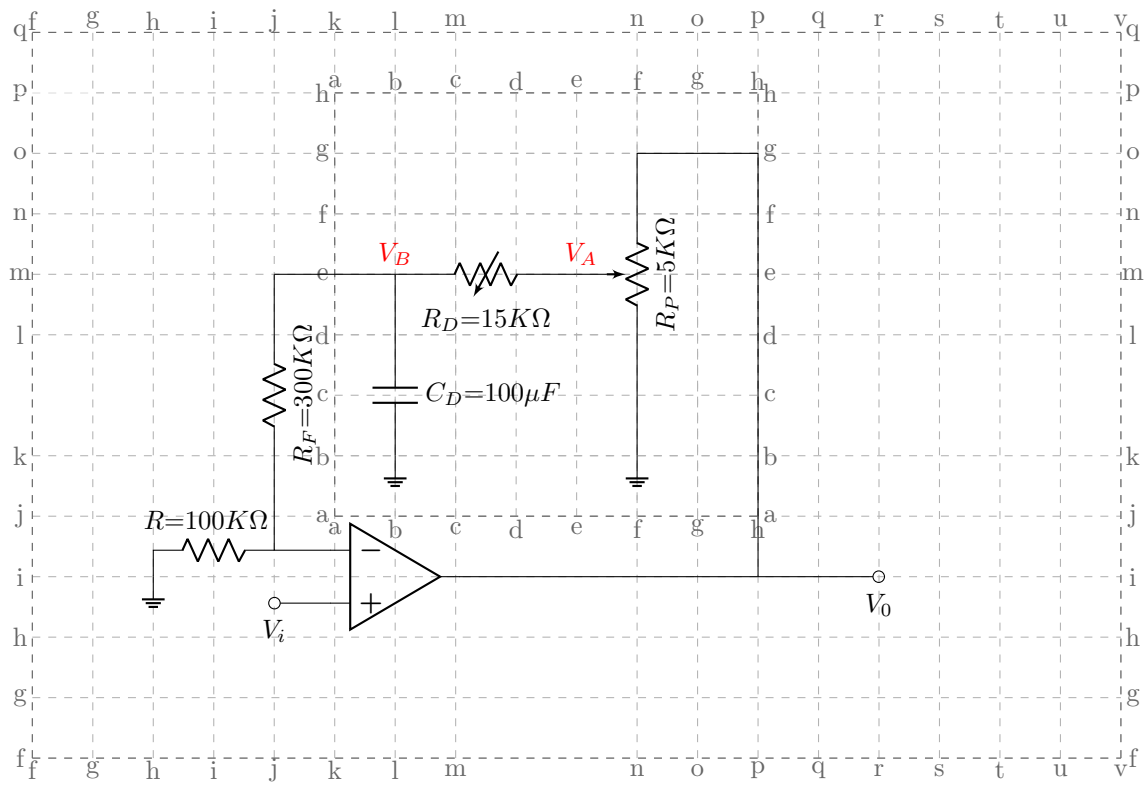 f g h i j k l m n o p q r s t u v
q q
a b c d e f g h
p h h p
o g g o
n f f n
V_B V_A
m e e m
R_P=5KΩ
R_D=15KΩ
l d d l
R_F=300KΩ
c C_D=100μF c
k b b k
R=100KΩ
j a a j
a b c d e f g h
−
i i
+
V_i V_0
h h
g g
f f
f g h i j k l m n o p q r s t u v